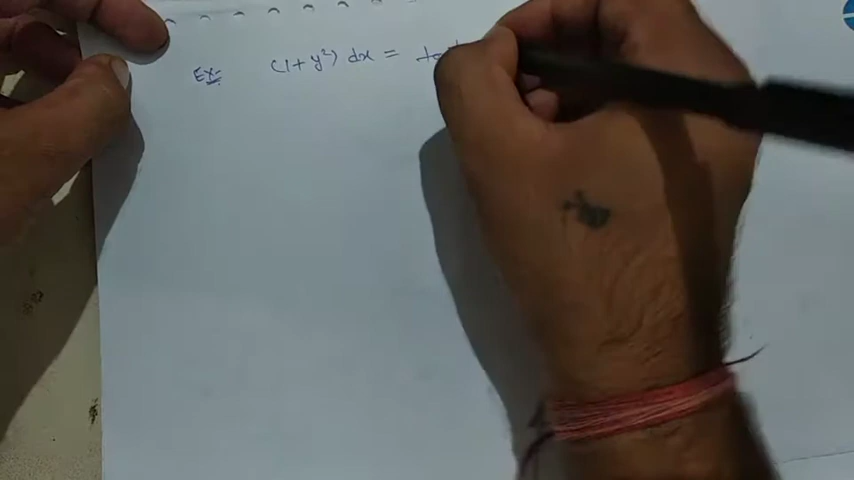 Ex:- (1+y²) dx =